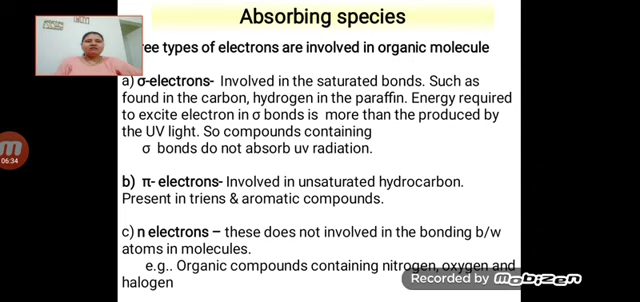 Absorbing species
ree types of electrons are involved in organic molecule
a) σ-electrons- Involved in the saturated bonds. Such as
found in the carbon, hydrogen in the paraffin. Energy required
to excite electron in σ bonds is more than the produced by
the UV light. So compounds containing
σ bonds do not absorb uv radiation.
06:34
b) π- electrons- Involved in unsaturated hydrocarbon.
Present in triens & aromatic compounds.
c) n electrons – these does not involved in the bonding b/w
atoms in molecules.
e.g.. Organic compounds containing nitrogen, oxygen and
halogen
Recorded by mobizen